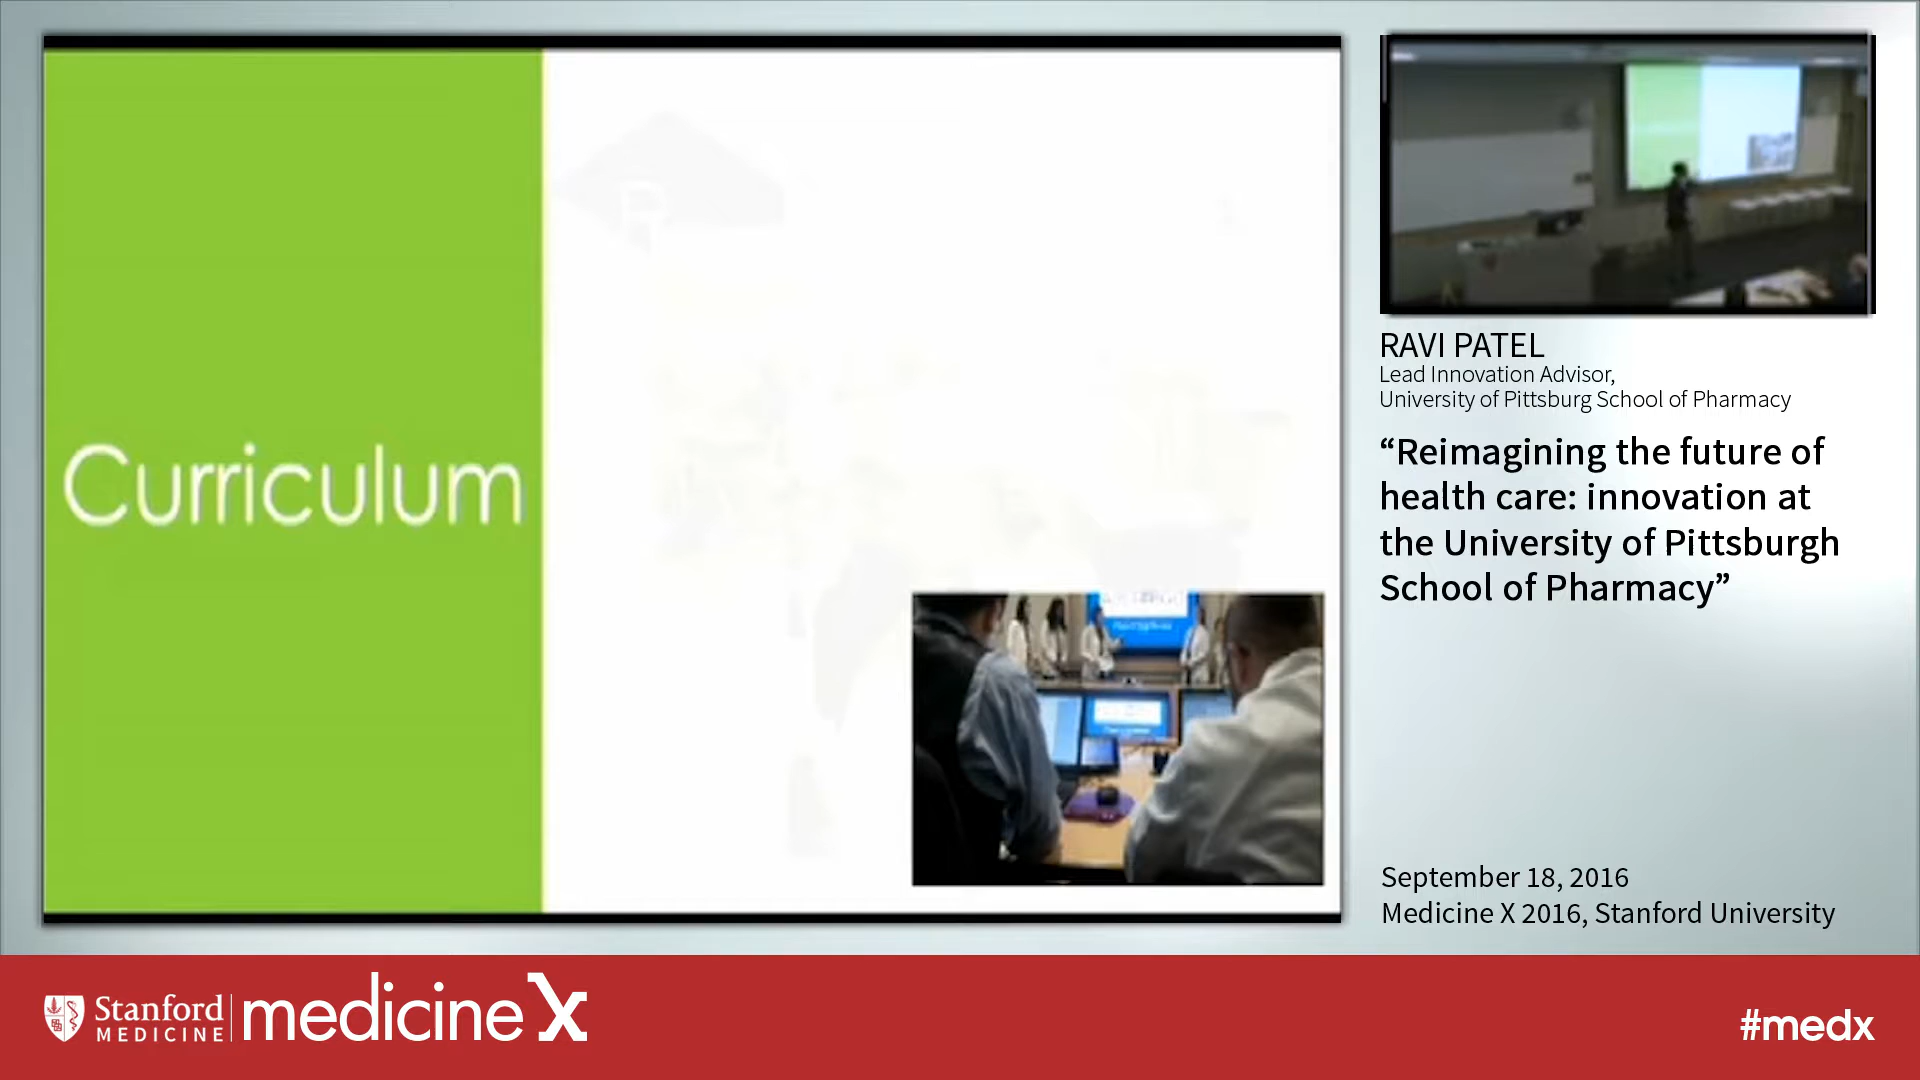 Curriculum
RAVI PATEL
Lead Innovation Advisor,
University of Pittsburg School of Pharmacy
“Reimagining the future of
health care: innovation at
the University of Pittsburgh
School of Pharmacy”
September 18, 2016
Medicine X 2016, Stanford University
Stanford
MEDICINE
medicine X
#medx